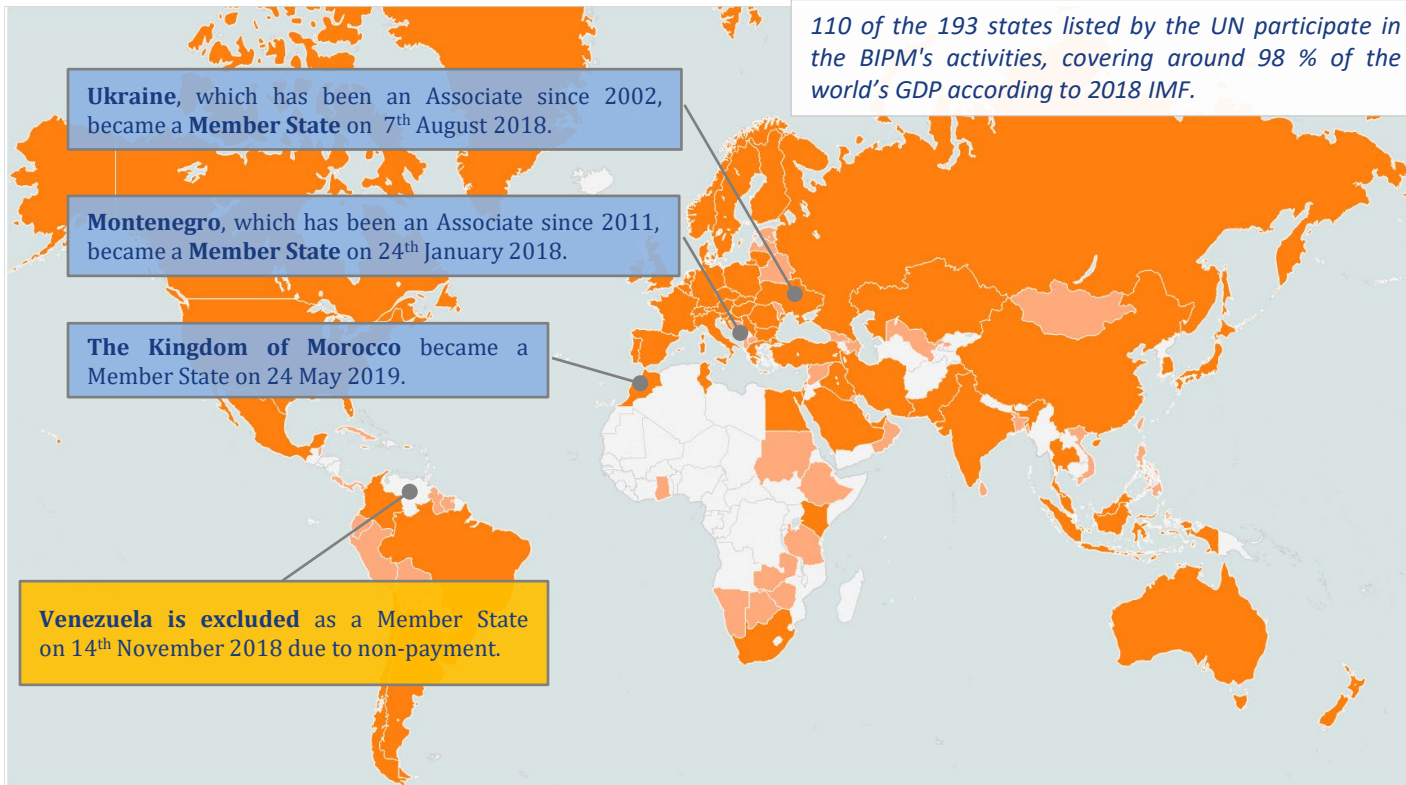 110 of the 193 states listed by the UN participate in
the BIPM's activities, covering around 98 % of the
world's GDP according to 2018 IMF.
Ukraine, which has been an Associate since 2002,
became a Member State on 7th August 2018.
Montenegro, which has been an Associate since 2011,
became a Member State on 24th January 2018.
The Kingdom of Morocco became a
Member State on 24 May 2019.
Venezuela is excluded as a Member State
on 14th November 2018 due to non-payment.